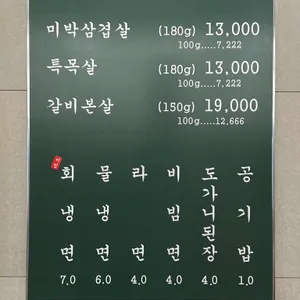 미박삼겹살 (180g) 13,000
100g.....7,222
특목살 (180g) 13,000
100g.....7,222
갈비본살 (150g) 19,000
100g.....12,666
회냉면 7.0
물냉면 6.0
라면 4.0
비빔면 4.0
도가니된장 4.0
공기밥 1.0